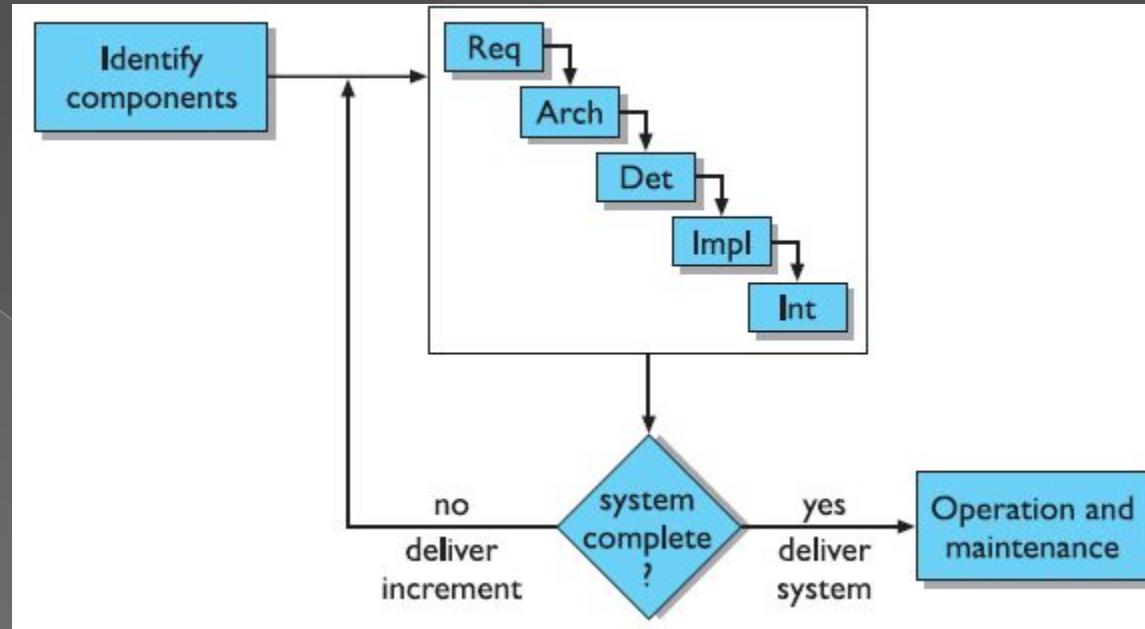 Identify
components
Req
Arch
Det
Impl
Int
system
complete
?
no
deliver
increment
yes
deliver
system
Operation and
maintenance